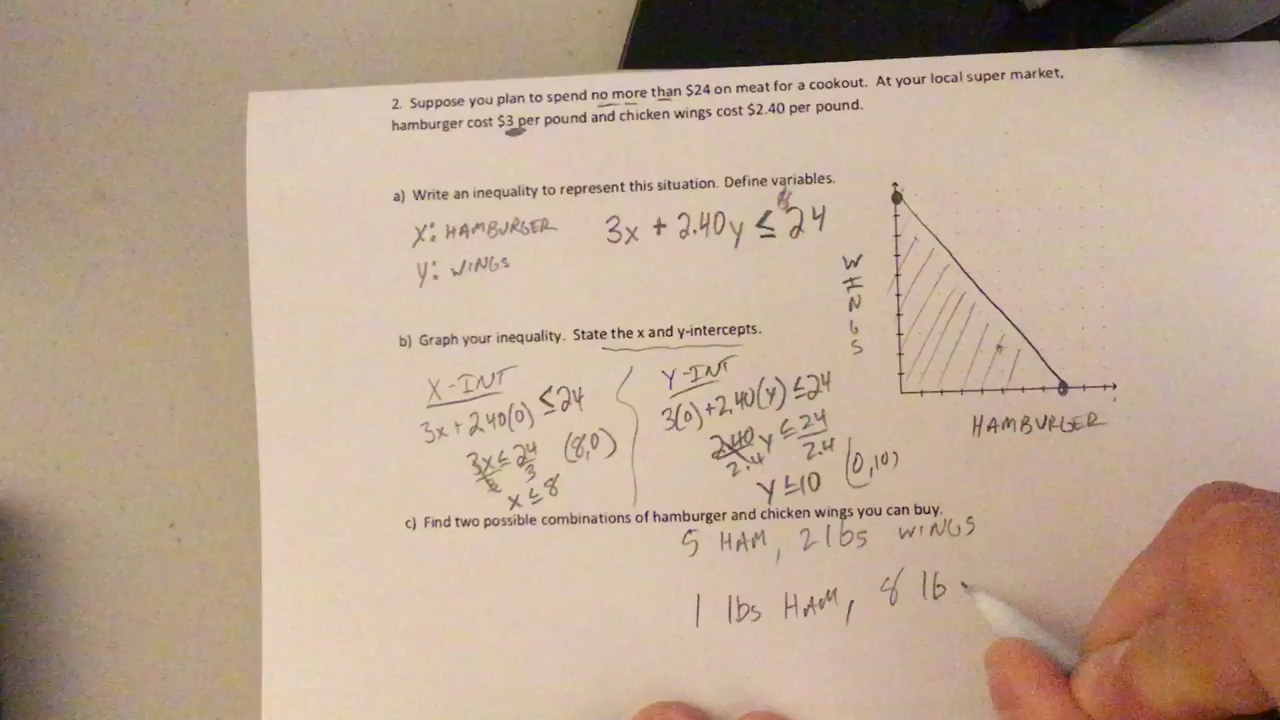 2. Suppose you plan to spend no more than $24 on meat for a cookout. At your local super market,
hamburger cost $3 per pound and chicken wings cost $2.40 per pound.
a) Write an inequality to represent this situation. Define variables.
X: HAMBURGER
3x + 2.40y ≤ 24
Y: WINGS
WINGS
HAMBURGER
b) Graph your inequality. State the x and y-intercepts.
X-INT
3x + 2.40(0) ≤ 24
3x/3 ≤ 24/3
(8,0)
x ≤ 8
Y-INT
3(0) + 2.40(y) ≤ 24
2.40y/2.4 ≤ 24/2.4
y ≤ 10
(0,10)
c) Find two possible combinations of hamburger and chicken wings you can buy.
5 HAM, 2 lbs WINGS
1 lbs HAM, 8 lb